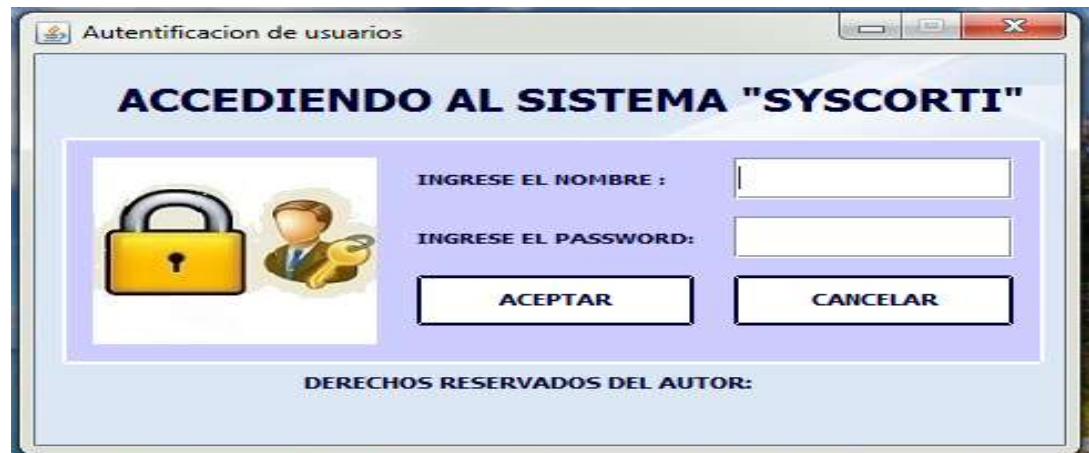 Autentificacion de usuarios
ACCEDIENDO AL SISTEMA "SYSCORTI"
INGRESE EL NOMBRE :
INGRESE EL PASSWORD:
ACEPTAR
CANCELAR
DERECHOS RESERVADOS DEL AUTOR: